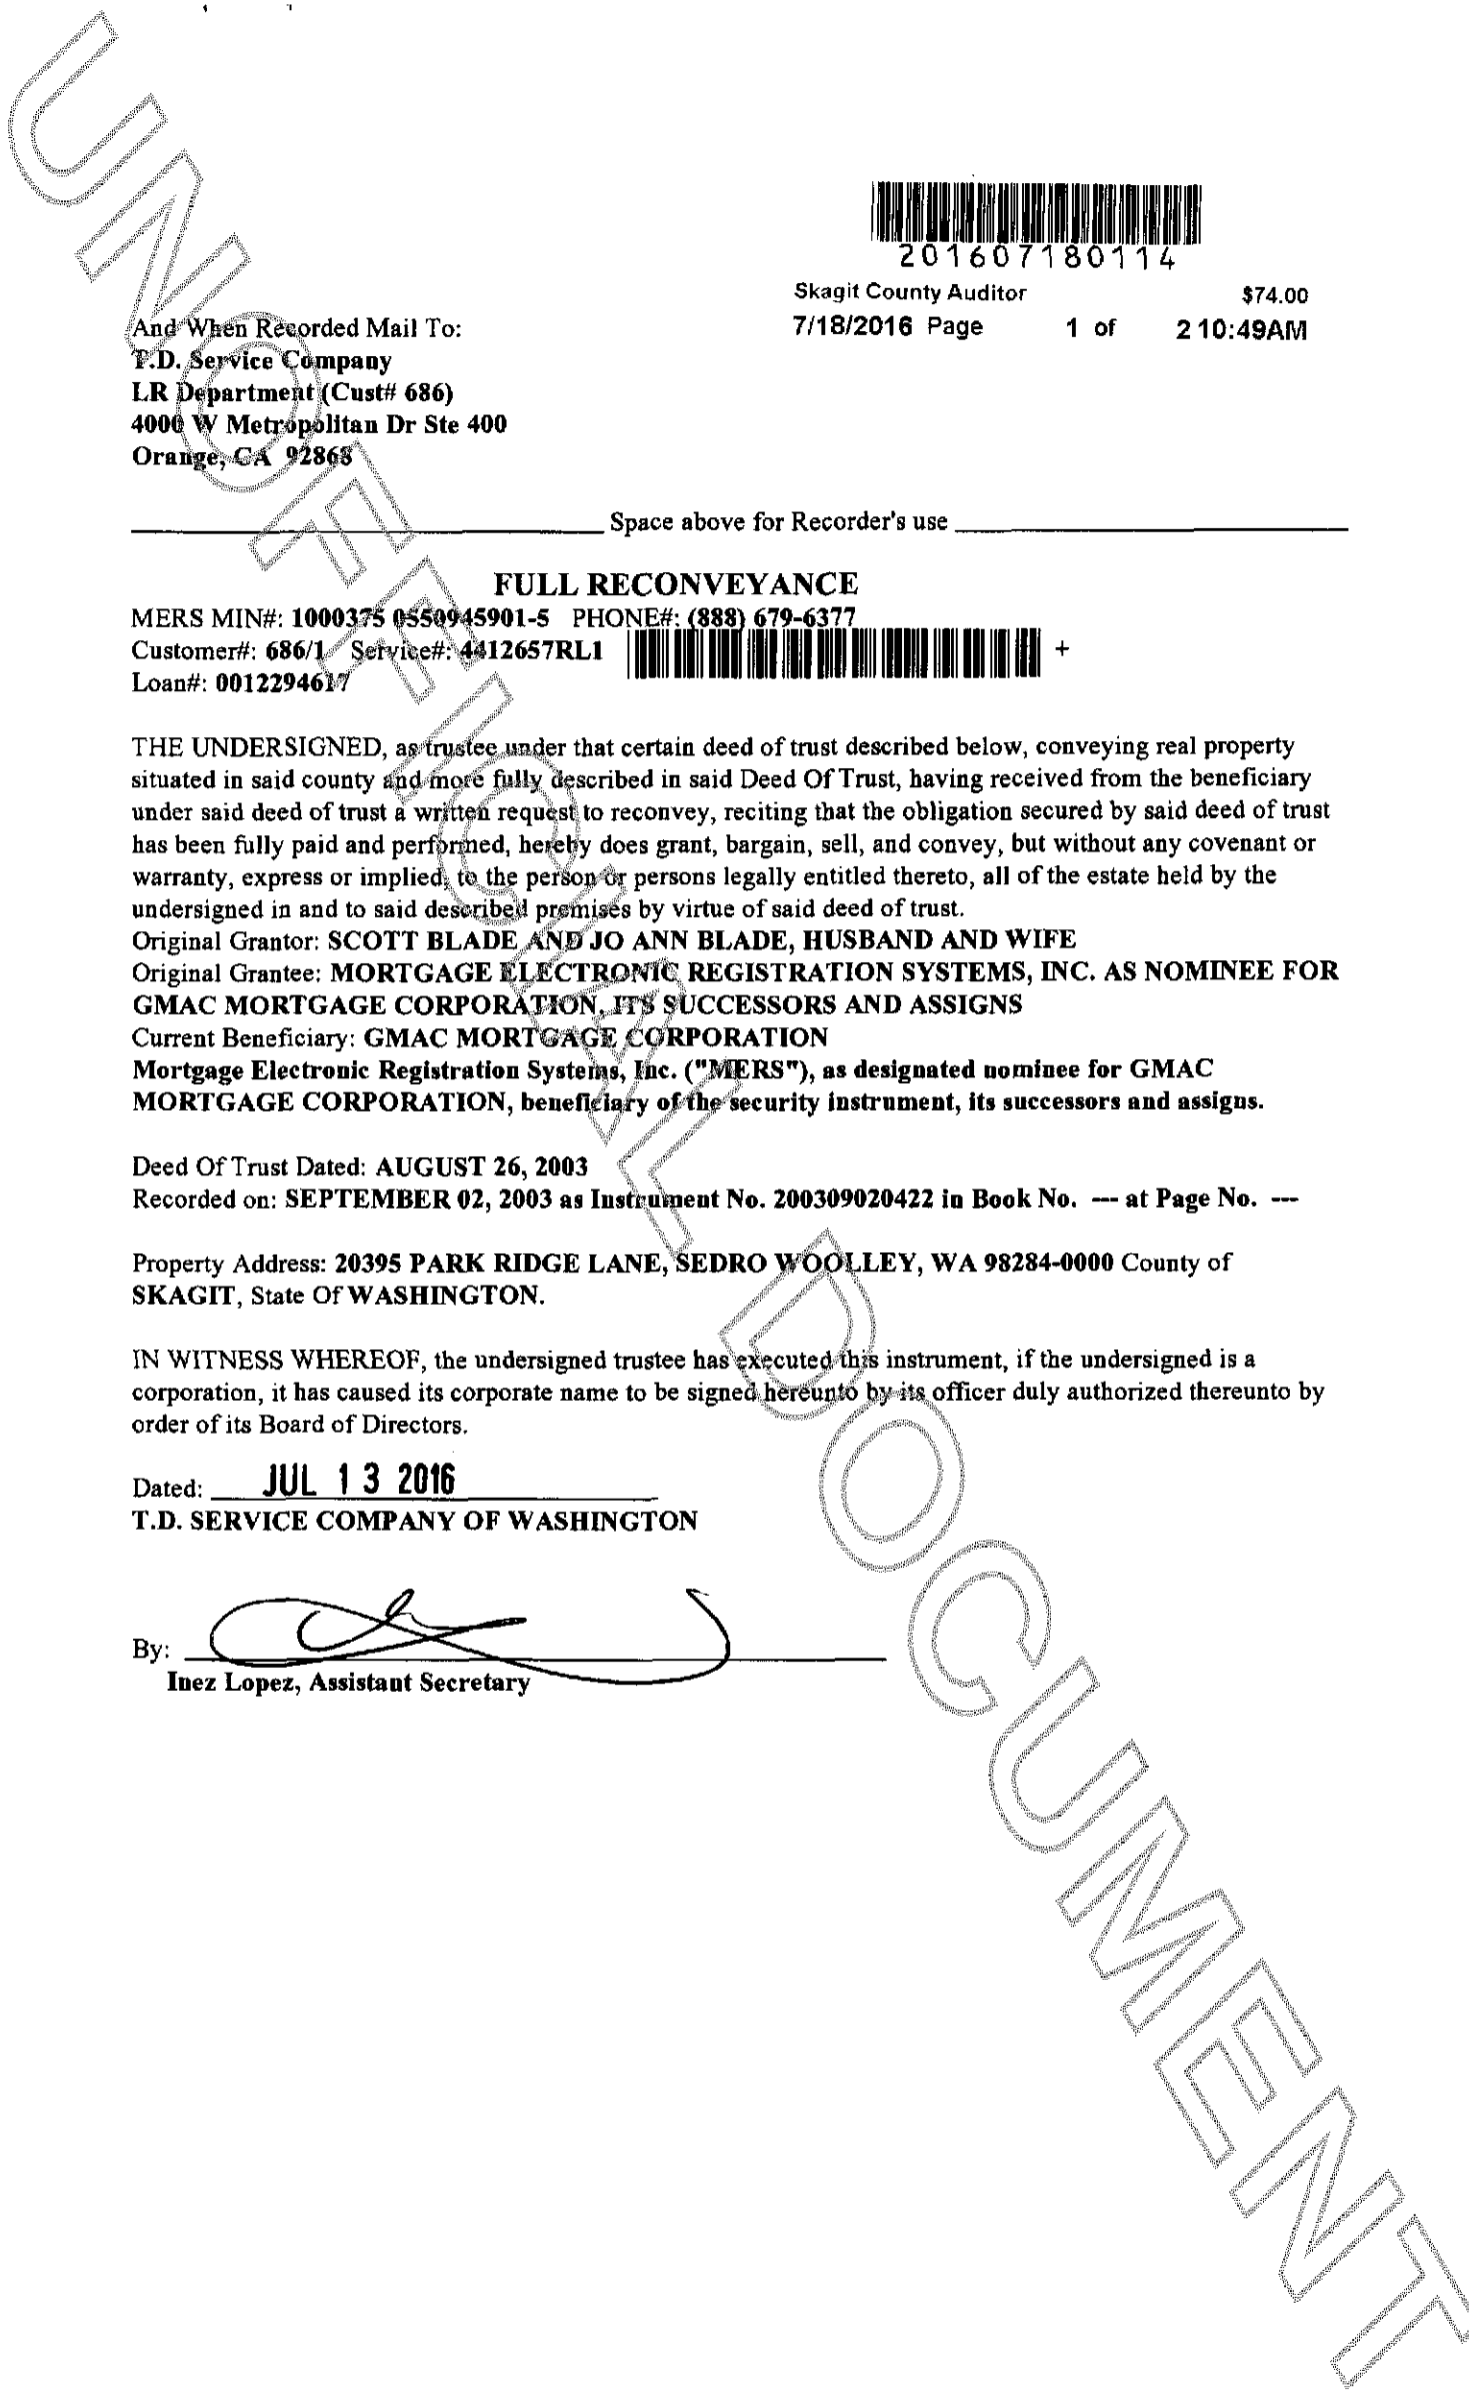 201607180114
Skagit County Auditor $74.00
7/18/2016 Page 1 of 2 10:49AM
And When Recorded Mail To:
T.D. Service Company
LR Department (Cust# 686)
4000 W Metropolitan Dr Ste 400
Orange, CA 92868
Space above for Recorder's use
FULL RECONVEYANCE
MERS MIN#: 1000375 0550945901-5 PHONE#: (888) 679-6377
Customer#: 686/1 Service#: 4412657RL1 +
Loan#: 0012294617
THE UNDERSIGNED, as trustee under that certain deed of trust described below, conveying real property
situated in said county and more fully described in said Deed Of Trust, having received from the beneficiary
under said deed of trust a written request to reconvey, reciting that the obligation secured by said deed of trust
has been fully paid and performed, hereby does grant, bargain, sell, and convey, but without any covenant or
warranty, express or implied, to the person or persons legally entitled thereto, all of the estate held by the
undersigned in and to said described premises by virtue of said deed of trust.
Original Grantor: SCOTT BLADE AND JO ANN BLADE, HUSBAND AND WIFE
Original Grantee: MORTGAGE ELECTRONIC REGISTRATION SYSTEMS, INC. AS NOMINEE FOR
GMAC MORTGAGE CORPORATION, ITS SUCCESSORS AND ASSIGNS
Current Beneficiary: GMAC MORTGAGE CORPORATION
Mortgage Electronic Registration Systems, Inc. ("MERS"), as designated nominee for GMAC
MORTGAGE CORPORATION, beneficiary of the security instrument, its successors and assigns.
Deed Of Trust Dated: AUGUST 26, 2003
Recorded on: SEPTEMBER 02, 2003 as Instrument No. 200309020422 in Book No. --- at Page No. ---
Property Address: 20395 PARK RIDGE LANE, SEDRO WOOLLEY, WA 98284-0000 County of
SKAGIT, State Of WASHINGTON.
IN WITNESS WHEREOF, the undersigned trustee has executed this instrument, if the undersigned is a
corporation, it has caused its corporate name to be signed hereunto by its officer duly authorized thereunto by
order of its Board of Directors.
Dated: JUL 13 2016
T.D. SERVICE COMPANY OF WASHINGTON
By:
Inez Lopez, Assistant Secretary
UNOFFICIAL DOCUMENT